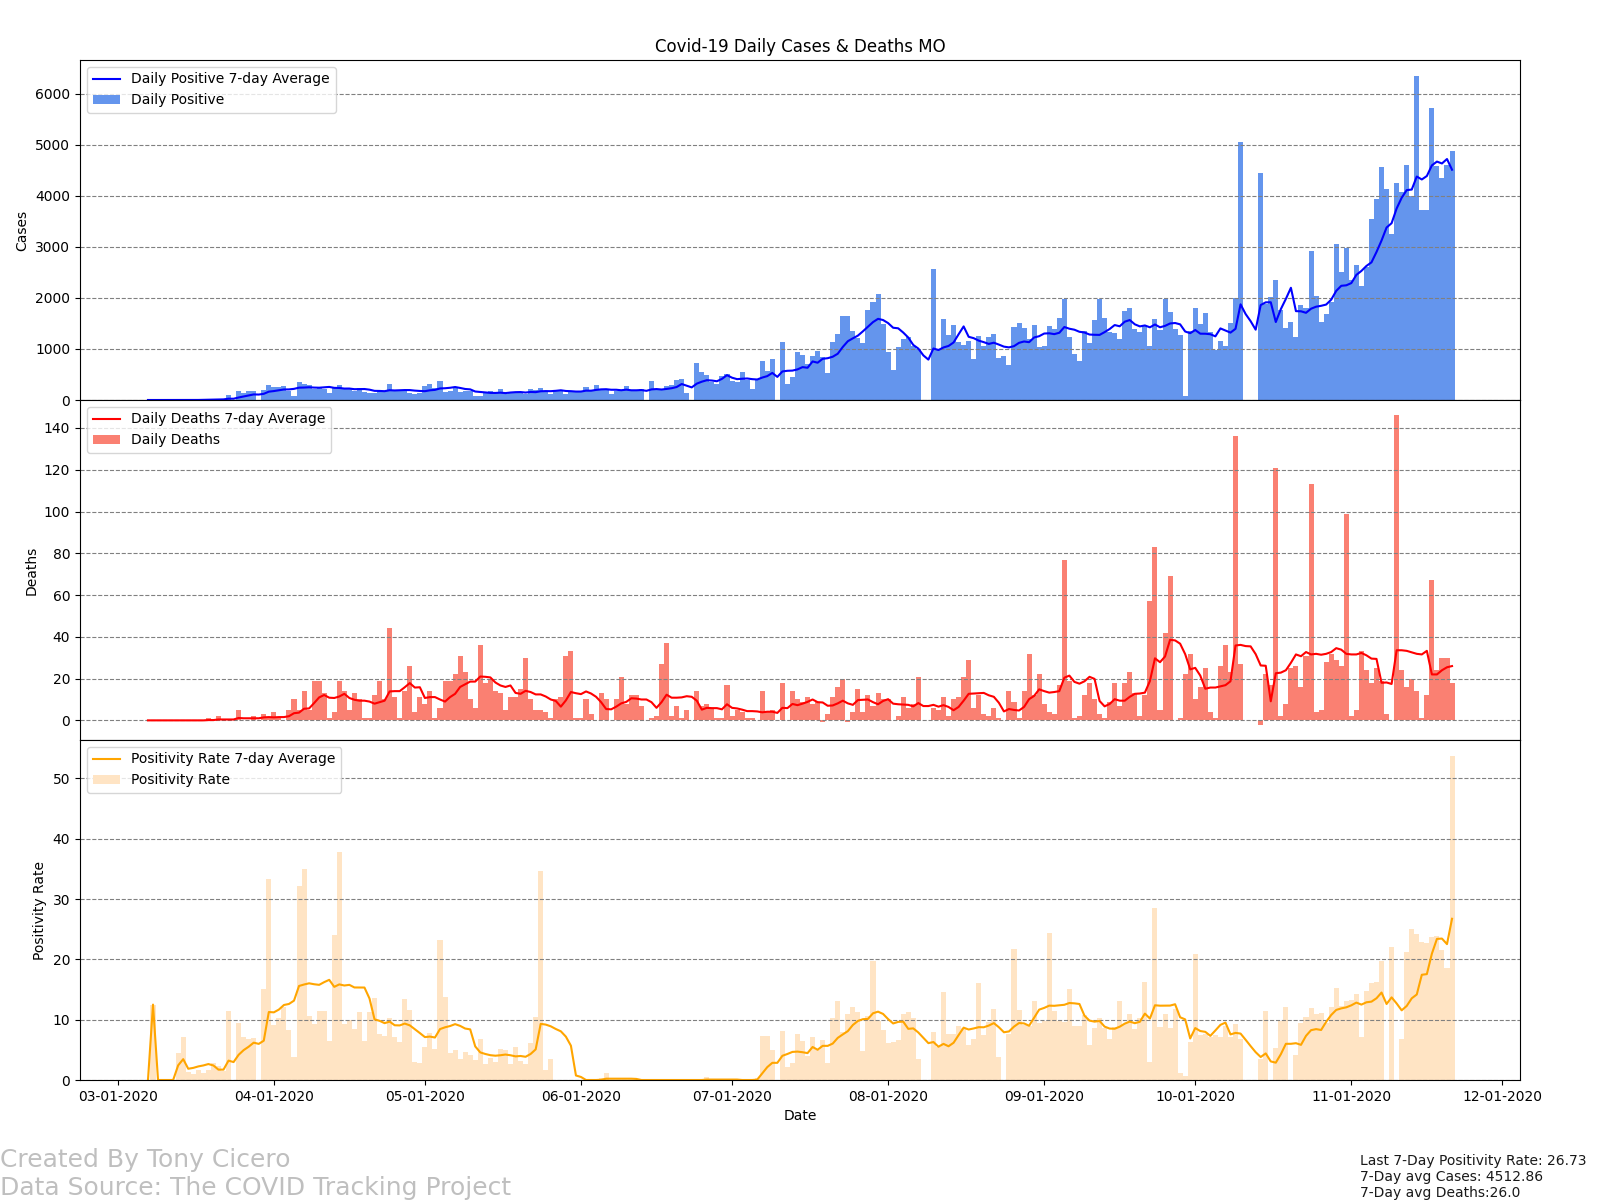 Covid-19 Daily Cases & Deaths MO
Daily Positive 7-day Average
Daily Positive
6000
5000
4000
3000
2000
1000
0
Cases
Daily Deaths 7-day Average
Daily Deaths
140
120
100
80
60
40
20
0
Deaths
Positivity Rate 7-day Average
Positivity Rate
50
40
30
20
10
0
Positivity Rate
03-01-2020 04-01-2020 05-01-2020 06-01-2020 07-01-2020 08-01-2020 09-01-2020 10-01-2020 11-01-2020 12-01-2020
Date
Created By Tony Cicero
Data Source: The COVID Tracking Project
Last 7-Day Positivity Rate: 26.73
7-Day avg Cases: 4512.86
7-Day avg Deaths:26.0